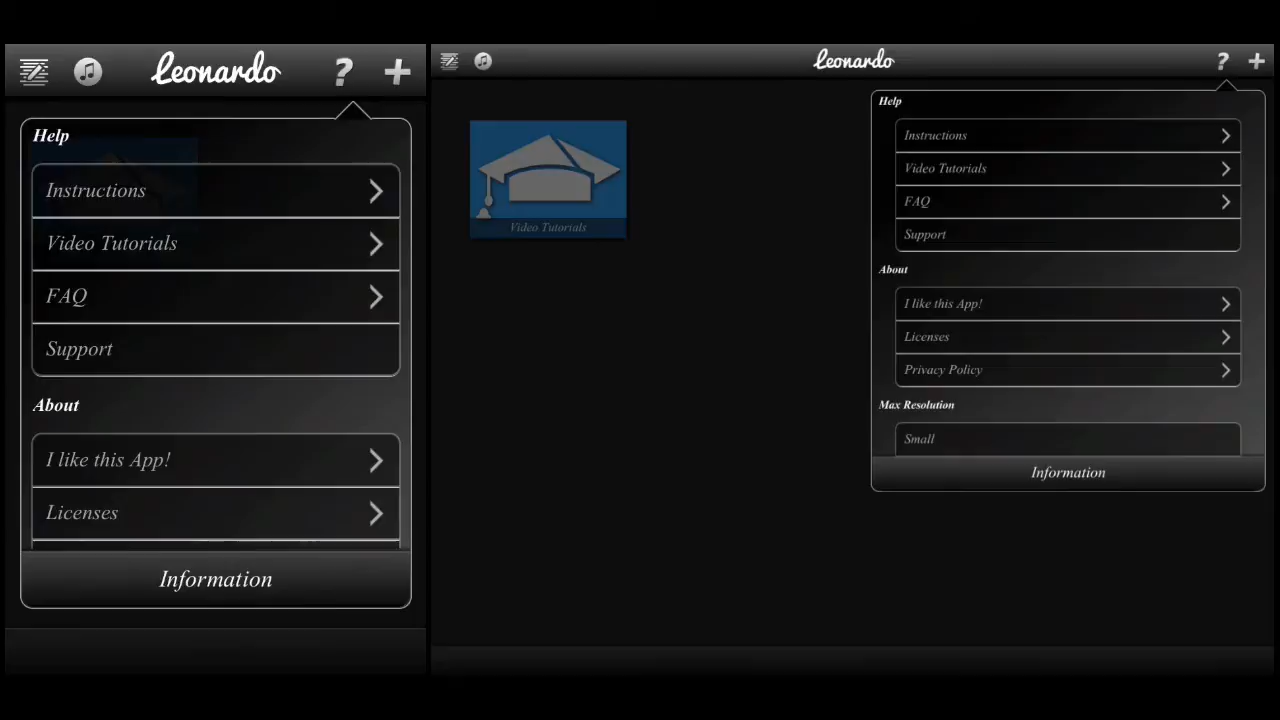 Leonardo
?
+
Help
Instructions
Video Tutorials
FAQ
Support
About
I like this App!
Licenses
Information
Leonardo
?
+
Video Tutorials
Help
Instructions
Video Tutorials
FAQ
Support
About
I like this App!
Licenses
Privacy Policy
Max Resolution
Small
Information